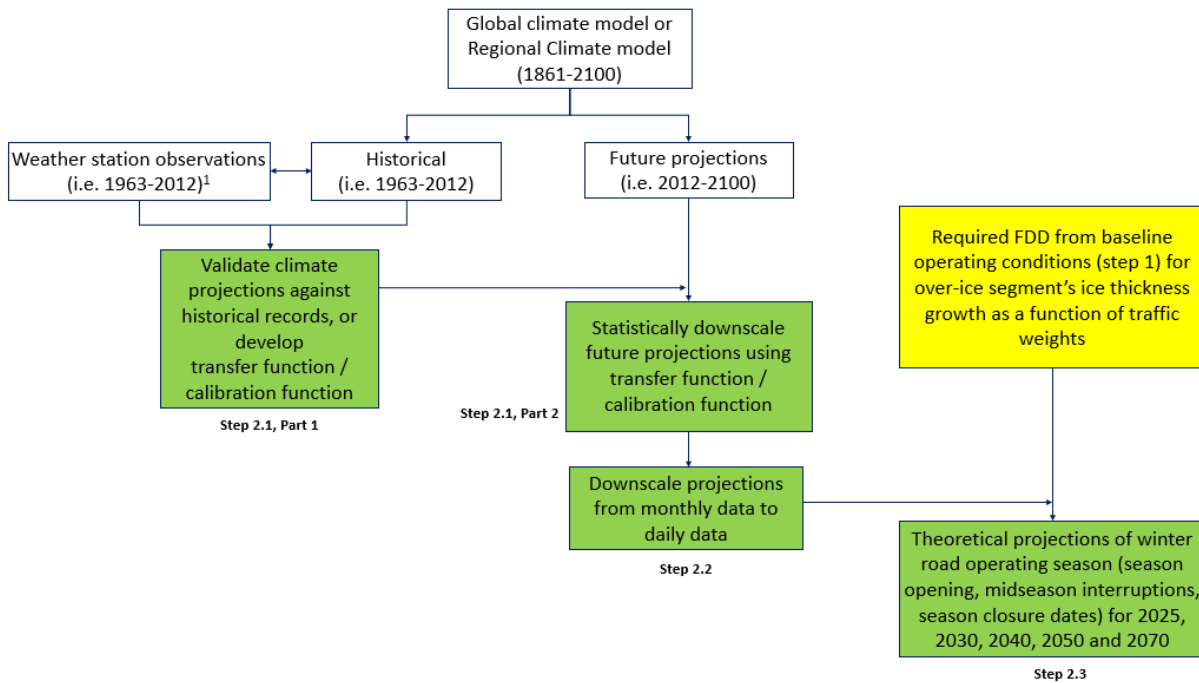 Global climate model or
Regional Climate model
(1861-2100)
Weather station observations
(i.e. 1963-2012)¹
Historical
(i.e. 1963-2012)
Future projections
(i.e. 2012-2100)
Required FDD from baseline
operating conditions (step 1) for
over-ice segment’s ice thickness
growth as a function of traffic
weights
Validate climate
projections against
historical records, or
develop
transfer function /
calibration function
Step 2.1, Part 1
Statistically downscale
future projections using
transfer function /
calibration function
Step 2.1, Part 2
Downscale projections
from monthly data to
daily data
Step 2.2
Theoretical projections of winter
road operating season (season
opening, midseason interruptions,
season closure dates) for 2025,
2030, 2040, 2050 and 2070
Step 2.3